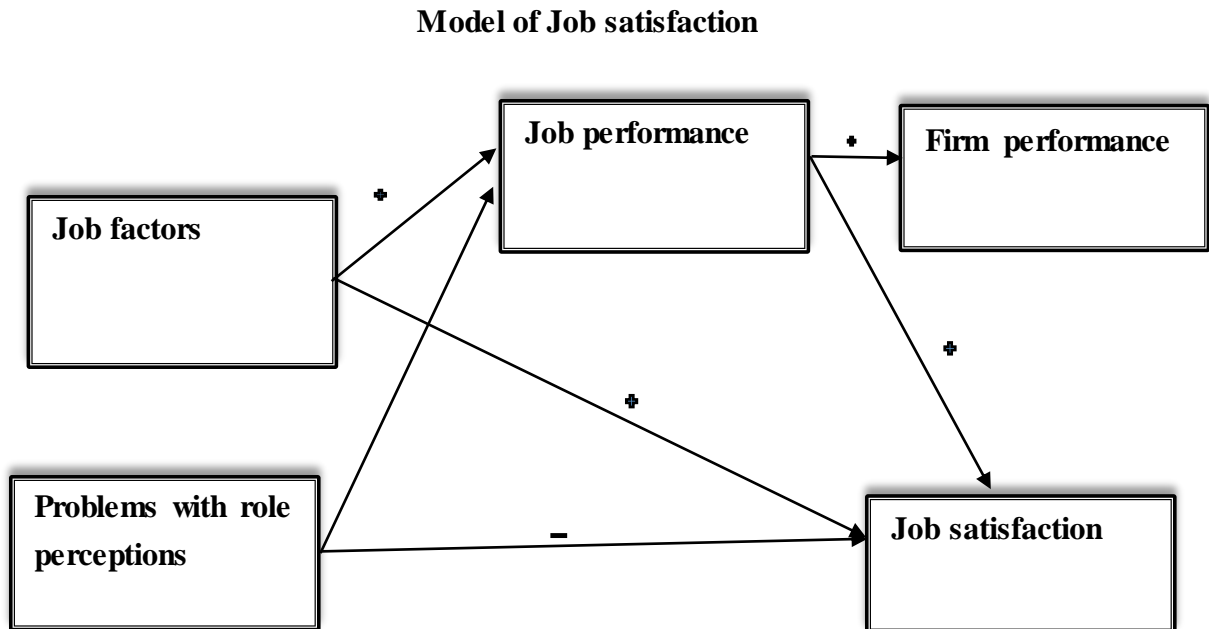 Model of Job satisfaction
Job performance
Firm performance
+
+
Job factors
+
+
Problems with role
perceptions
-
Job satisfaction